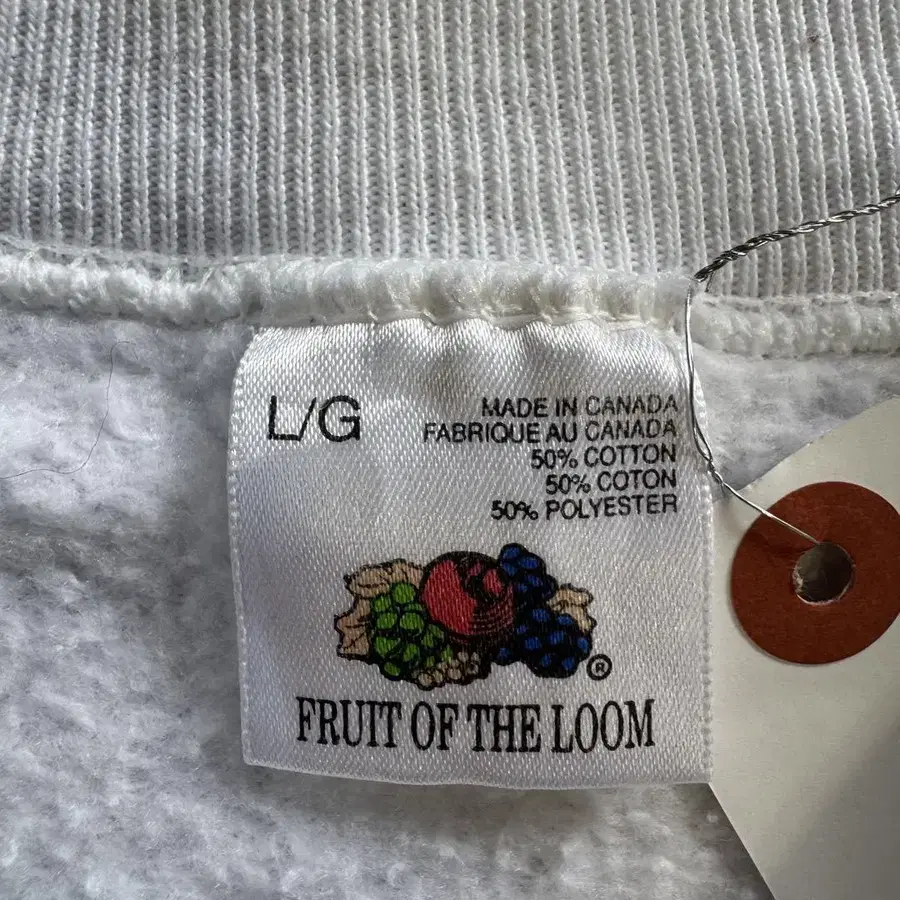 L/G
MADE IN CANADA
FABRIQUE AU CANADA
50% COTTON
50% COTON
50% POLYESTER
®
FRUIT OF THE LOOM